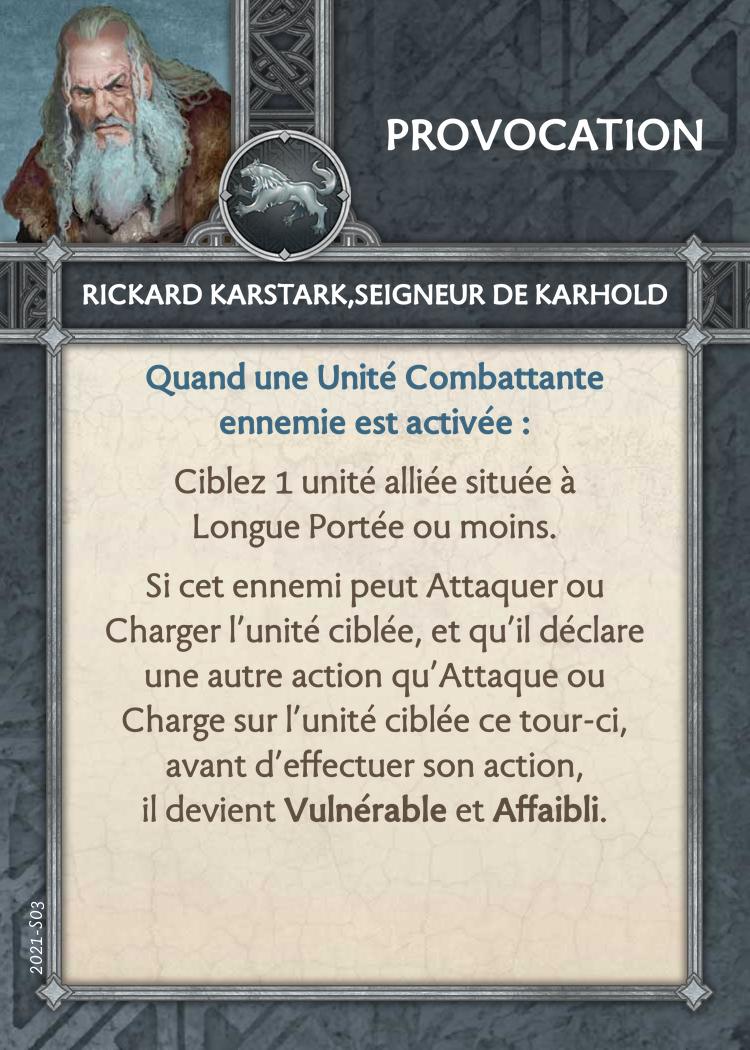 PROVOCATION
RICKARD KARSTARK,SEIGNEUR DE KARHOLD
Quand une Unité Combattante
ennemie est activée :
Ciblez 1 unité alliée située à
Longue Portée ou moins.
Si cet ennemi peut Attaquer ou
Charger l'unité ciblée, et qu'il déclare
une autre action qu'Attaque ou
Charge sur l'unité ciblée ce tour-ci,
avant d'effectuer son action,
il devient Vulnérable et Affaibli.
2021-S03